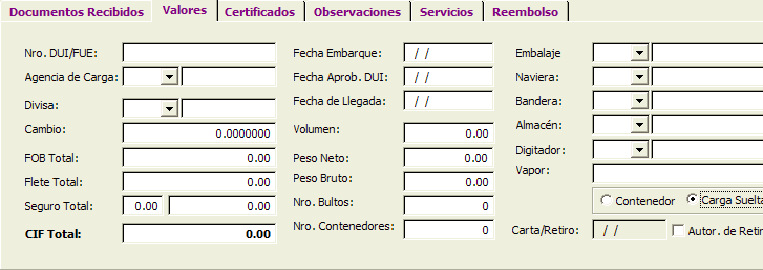 Documentos Recibidos Valores Certificados Observaciones Servicios Reembolso
Nro. DUI/FUE:
Agencia de Carga:
Divisa:
Cambio: 0.0000000
FOB Total: 0.00
Flete Total: 0.00
Seguro Total: 0.00 0.00
CIF Total: 0.00
Fecha Embarque: / /
Fecha Aprob. DUI: / /
Fecha de Llegada: / /
Volumen: 0.00
Peso Neto: 0.00
Peso Bruto: 0.00
Nro. Bultos 0
Nro. Contenedores: 0
Embalaje
Naviera:
Bandera:
Almacén:
Digitador:
Vapor:
Contenedor Carga Suelta
Carta/Retiro: / / Autor. de Retir